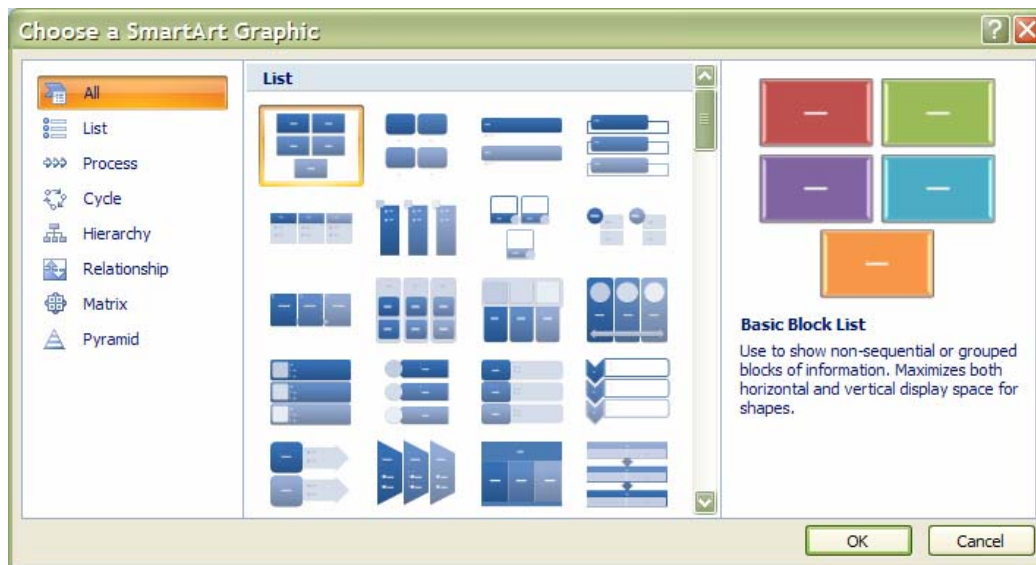 Choose a SmartArt Graphic
All
List
Process
Cycle
Hierarchy
Relationship
Matrix
Pyramid
List
Basic Block List
Use to show non-sequential or grouped
blocks of information. Maximizes both
horizontal and vertical display space for
shapes.
OK
Cancel